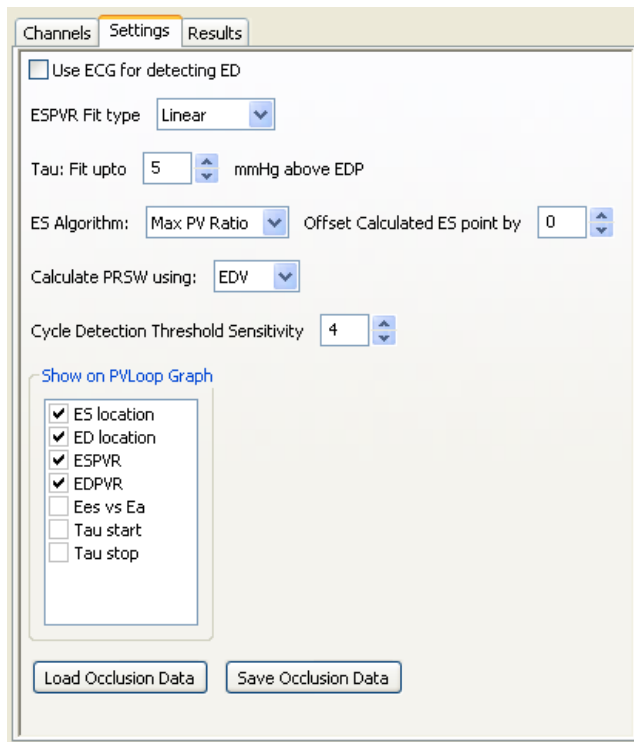 Channels Settings Results
Use ECG for detecting ED
ESPVR Fit type Linear
Tau: Fit upto 5 mmHg above EDP
ES Algorithm: Max PV Ratio Offset Calculated ES point by 0
Calculate PRSW using: EDV
Cycle Detection Threshold Sensitivity 4
Show on PVLoop Graph
ES location
ED location
ESPVR
EDPVR
Ees vs Ea
Tau start
Tau stop
Load Occlusion Data Save Occlusion Data